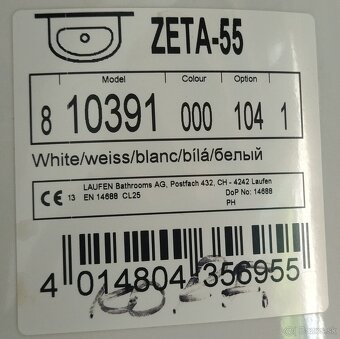 ZETA-55
Model Colour Option
8 10391 000 104 1
White/weiss/blanc/bílá/белый
CE 13 LAUFEN Bathrooms AG, Postfach 432, CH - 4242 Laufen
EN 14688 CL25 DoP No: 14688
PH
4 014804 356955